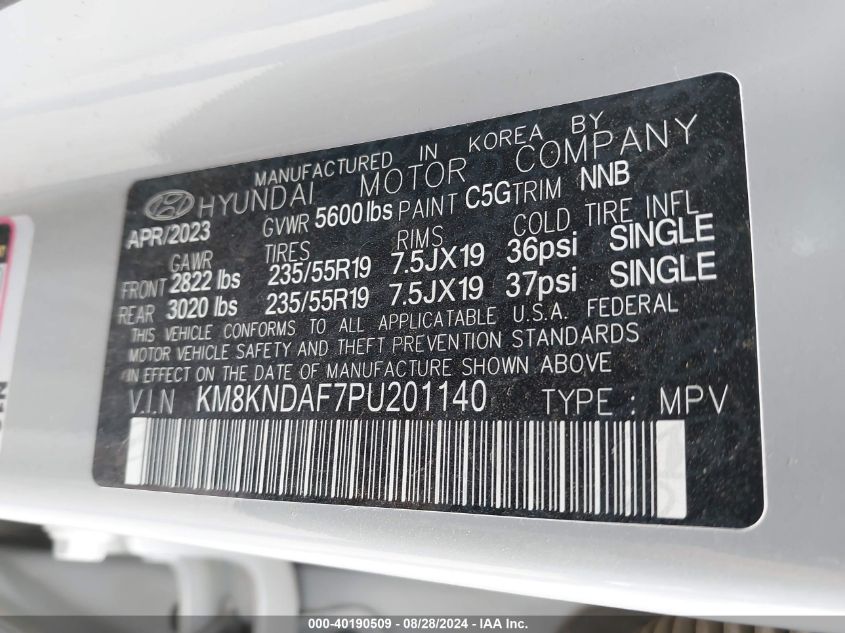 MANUFACTURED IN KOREA BY
HYUNDAI MOTOR COMPANY
APR/2023 GVWR 5600 lbs PAINT C5G TRIM NNB
GAWR TIRES RIMS COLD TIRE INFL
FRONT 2822 lbs 235/55R19 7.5JX19 36psi SINGLE
REAR 3020 lbs 235/55R19 7.5JX19 37psi SINGLE
THIS VEHICLE CONFORMS TO ALL APPLICATABLE U.S.A. FEDERAL
MOTOR VEHICLE SAFETY AND THEFT PREVENTION STANDARDS
IN EFFECT ON THE DATE OF MANUFACTURE SHOWN ABOVE
V.I.N KM8KNDAF7PU201140 TYPE : MPV
000-40190509 - 08/28/2024 - IAA Inc.